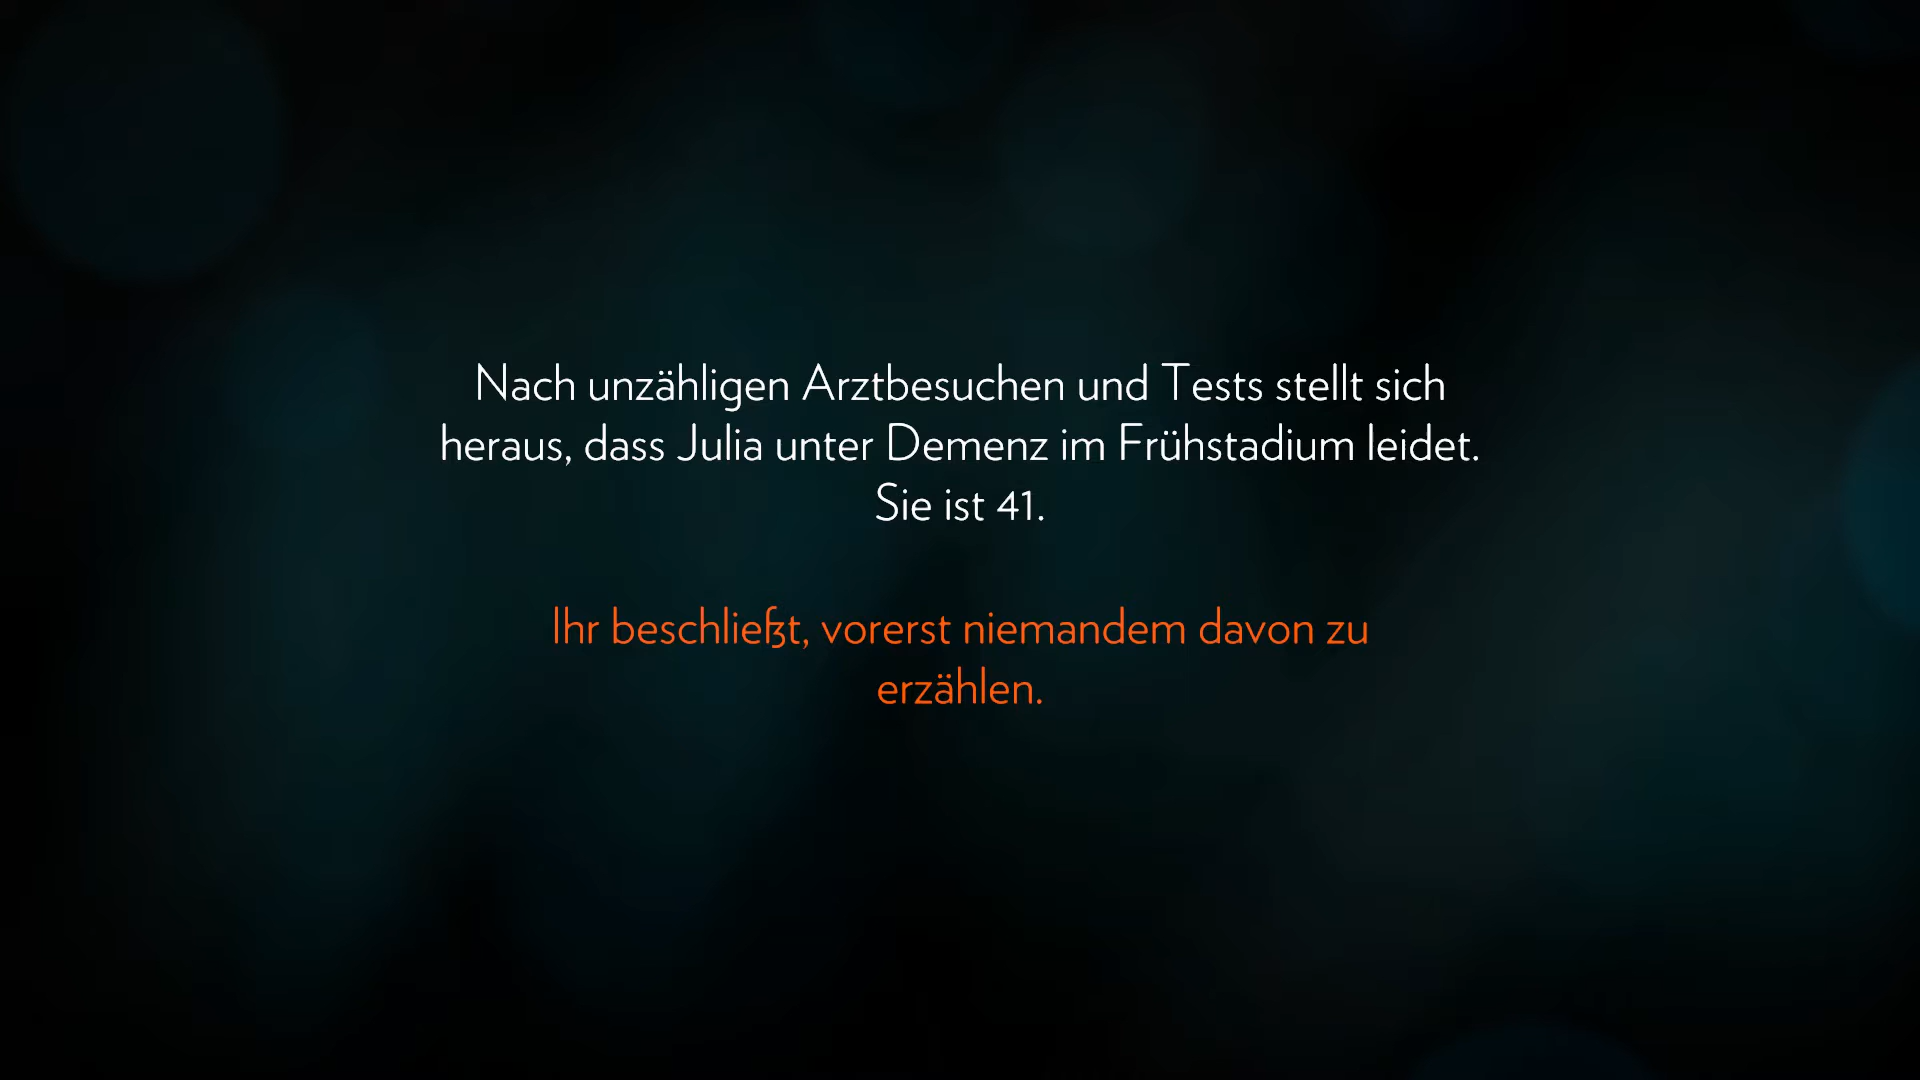 Nach unzähligen Arztbesuchen und Tests stellt sich
heraus, dass Julia unter Demenz im Frühstadium leidet.
Sie ist 41.
Ihr beschließt, vorerst niemandem davon zu
erzählen.